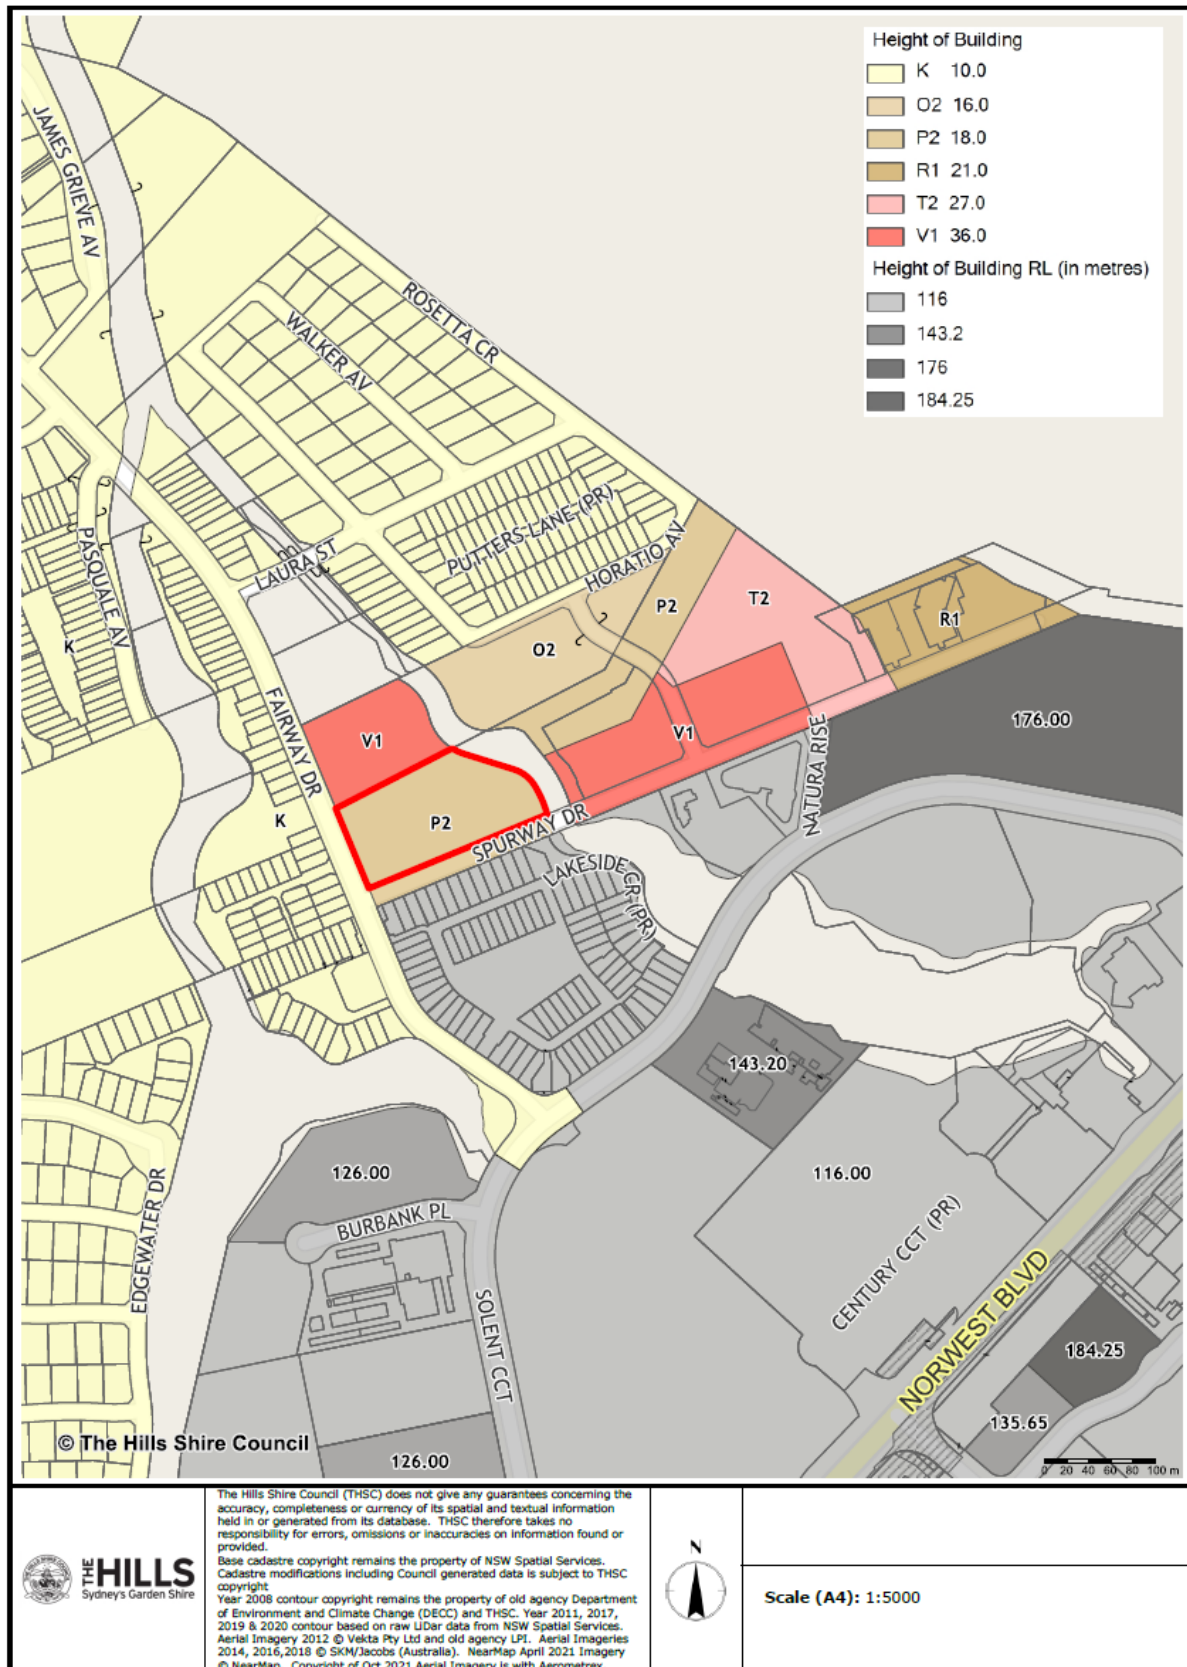 Height of Building
K 10.0
O2 16.0
P2 18.0
R1 21.0
T2 27.0
V1 36.0
Height of Building RL (in metres)
116
143.2
176
184.25
JAMES GRIEVE AV
ROSETTA CR
WALKER AV
PUTTERS LANE (PR)
LAURA ST
HORATIO AV
PASQUALE AV
K
P2
T2
R1
O2
FAIRWAY DR
V1
V1
176.00
NATURA RISE
K
P2
SPURWAY DR
LAKESIDE CR (PR)
143.20
126.00
116.00
BURBANK PL
EDGEWATER DR
CENTURY CCT (PR)
SOLENT CCT
NORWEST BLVD
184.25
135.65
© The Hills Shire Council
126.00
0 20 40 60 80 100 m
THE HILLS
Sydney's Garden Shire
The Hills Shire Council (THSC) does not give any guarantees concerning the
accuracy, completeness or currency of its spatial and textual information
held in or generated from its database. THSC therefore takes no
responsibility for errors, omissions or inaccuracies on information found or
provided.
Base cadastre copyright remains the property of NSW Spatial Services.
Cadastre modifications including Council generated data is subject to THSC
copyright
Year 2008 contour copyright remains the property of old agency Department
of Environment and Climate Change (DECC) and THSC. Year 2011, 2017,
2019 & 2020 contour based on raw LiDar data from NSW Spatial Services.
Aerial Imagery 2012 © Vekta Pty Ltd and old agency LPI. Aerial Imageries
2014, 2016,2018 © SKM/Jacobs (Australia). NearMap April 2021 Imagery
© NearMap. Copyright of Oct 2021 Aerial Imagery is with Aerometrex
N
Scale (A4): 1:5000